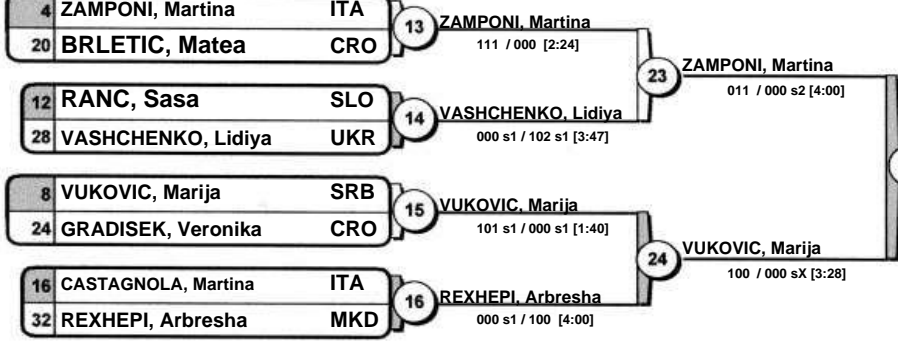 4 ZAMPONI, Martina ITA
20 BRLETIC, Matea CRO
13
ZAMPONI, Martina
111 / 000 [2:24]
12 RANC, Sasa SLO
28 VASHCHENKO, Lidiya UKR
14
VASHCHENKO, Lidiya
000 s1 / 102 s1 [3:47]
23
ZAMPONI, Martina
011 / 000 s2 [4:00]
8 VUKOVIC, Marija SRB
24 GRADISEK, Veronika CRO
15
VUKOVIC, Marija
101 s1 / 000 s1 [1:40]
16 CASTAGNOLA, Martina ITA
32 REXHEPI, Arbresha MKD
16
REXHEPI, Arbresha
000 s1 / 100 [4:00]
24
VUKOVIC, Marija
100 / 000 sX [3:28]